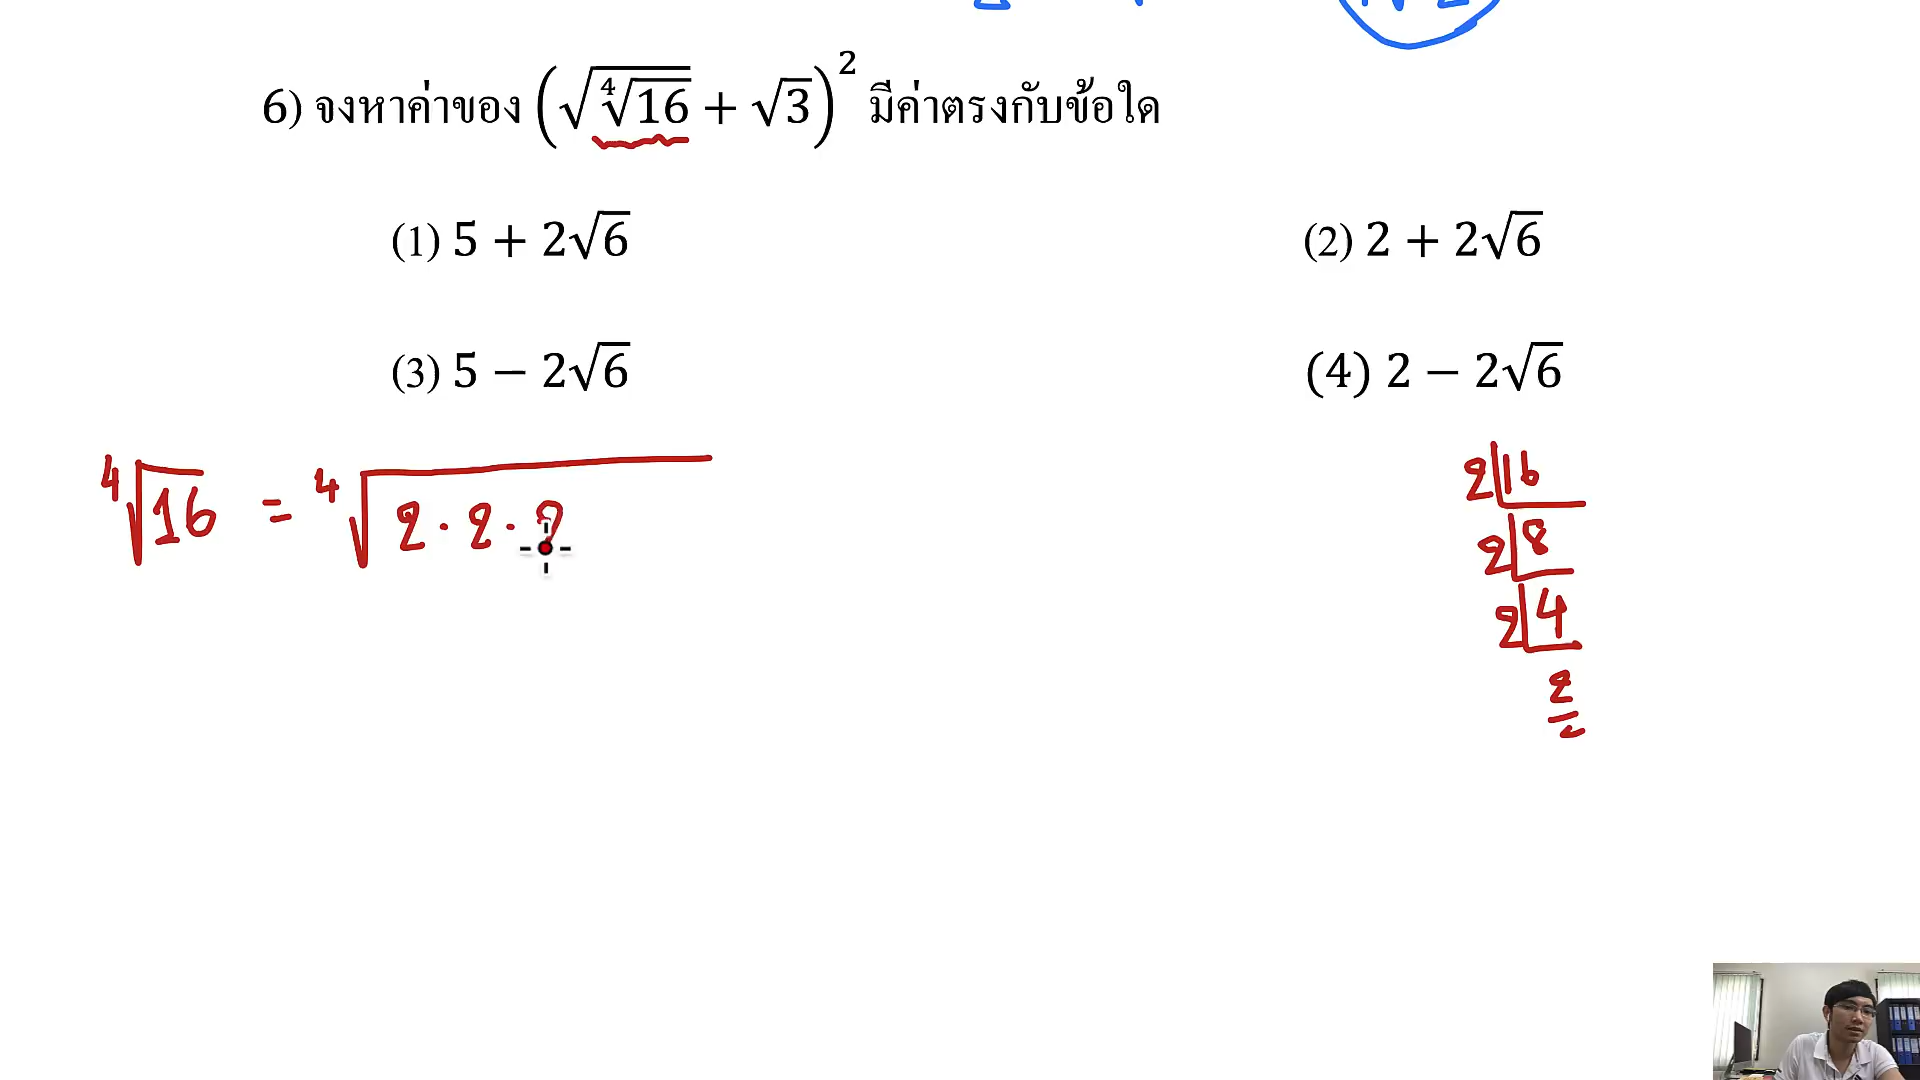 6) จงหาค่าของ (√(⁴√16) + √3)² มีค่าตรงกับข้อใด
(1) 5 + 2√6
(2) 2 + 2√6
(3) 5 − 2√6
(4) 2 − 2√6
⁴√16 = ⁴√2 · 2 · 2
2 16
2 8
2 4
2